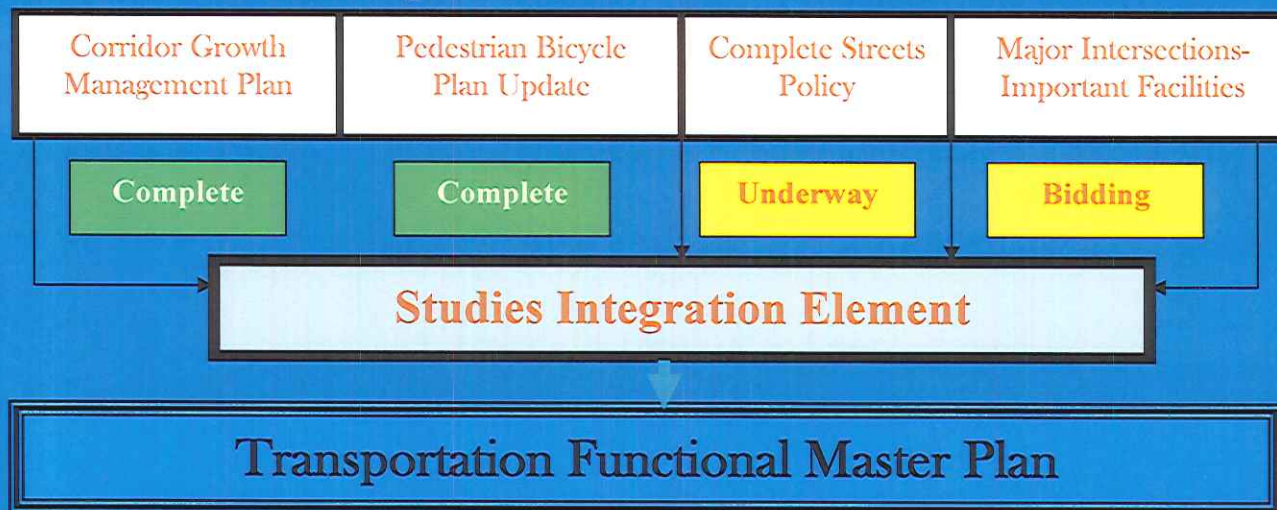 Corridor Growth
Management Plan
Pedestrian Bicycle
Plan Update
Complete Streets
Policy
Major Intersections-
Important Facilities
Complete
Complete
Underway
Bidding
Studies Integration Element
Transportation Functional Master Plan